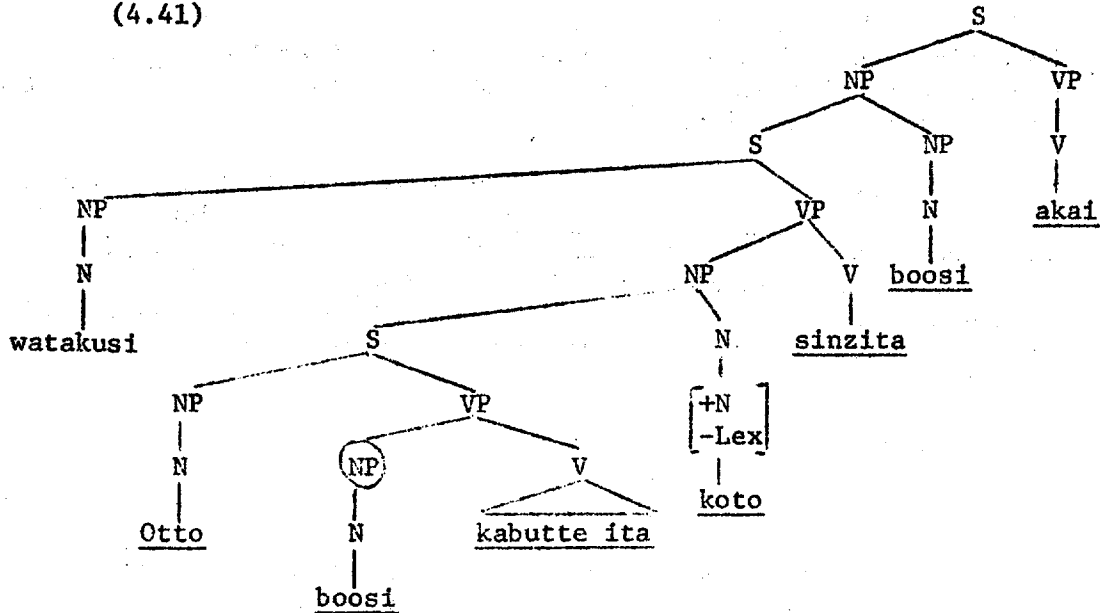 (4.41)
S
NP VP
S NP V
NP VP N akai
N NP V boosi
watakusi S N sinzita
NP VP [+N
-Lex]
N NP V koto
Otto N kabutte ita
boosi